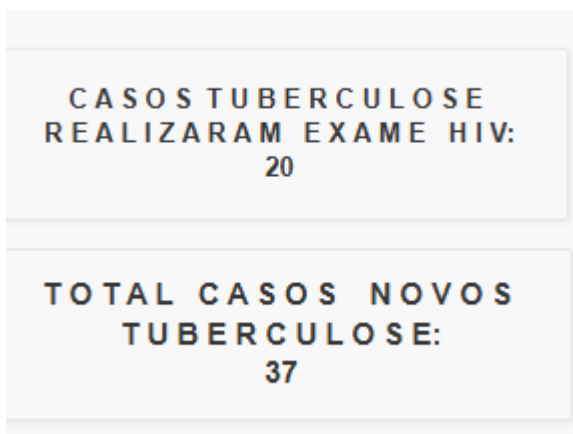 CASOS TUBERCULOSE
REALIZARAM EXAME HIV:
20
TOTAL CASOS NOVOS
TUBERCULOSE:
37